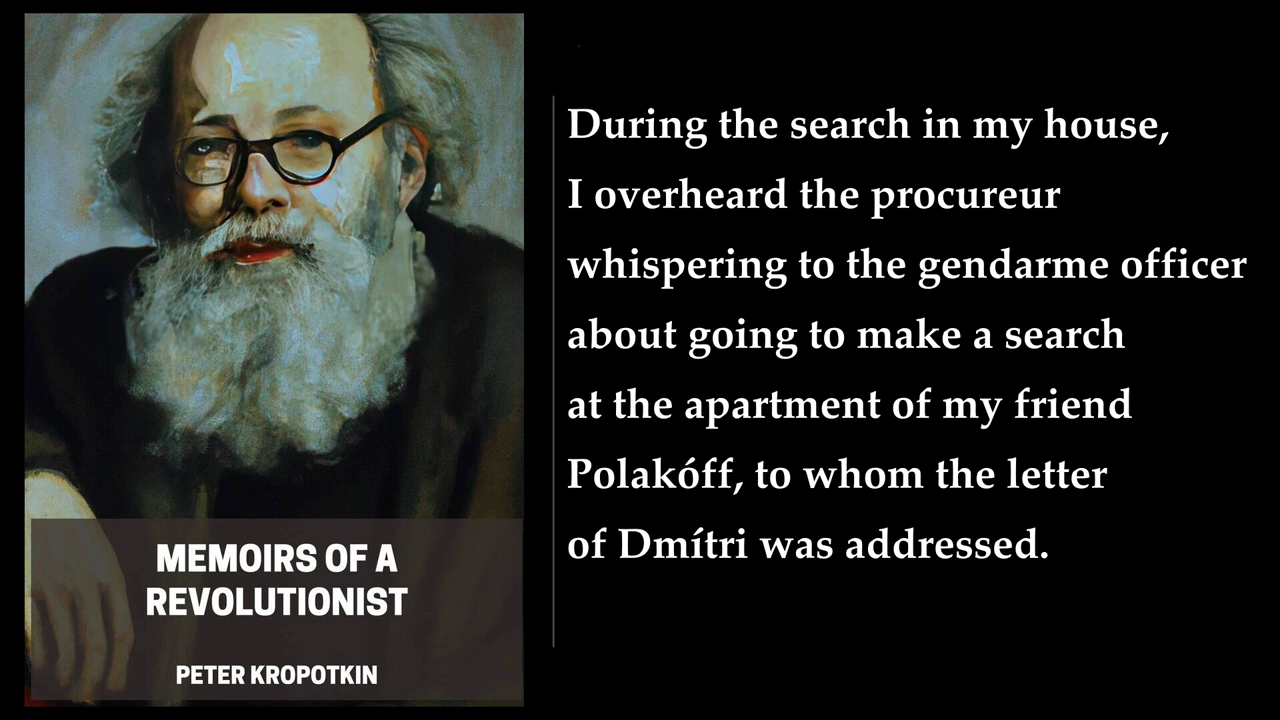 MEMOIRS OF A
REVOLUTIONIST
PETER KROPOTKIN
During the search in my house,
I overheard the procureur
whispering to the gendarme officer
about going to make a search
at the apartment of my friend
Polakóff, to whom the letter
of Dmítri was addressed.